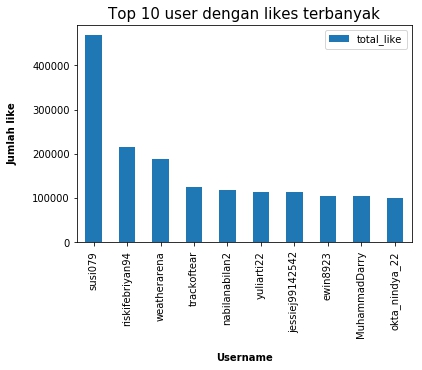 Top 10 user dengan likes terbanyak
total_like
Jumlah like
400000
300000
200000
100000
0
susi079
riskifebriyan94
weatherarena
trackoftear
nabilanabilan2
yuliarti22
jessiej99142542
ewin8923
MuhammadDarry
okta_nindya_22
Username